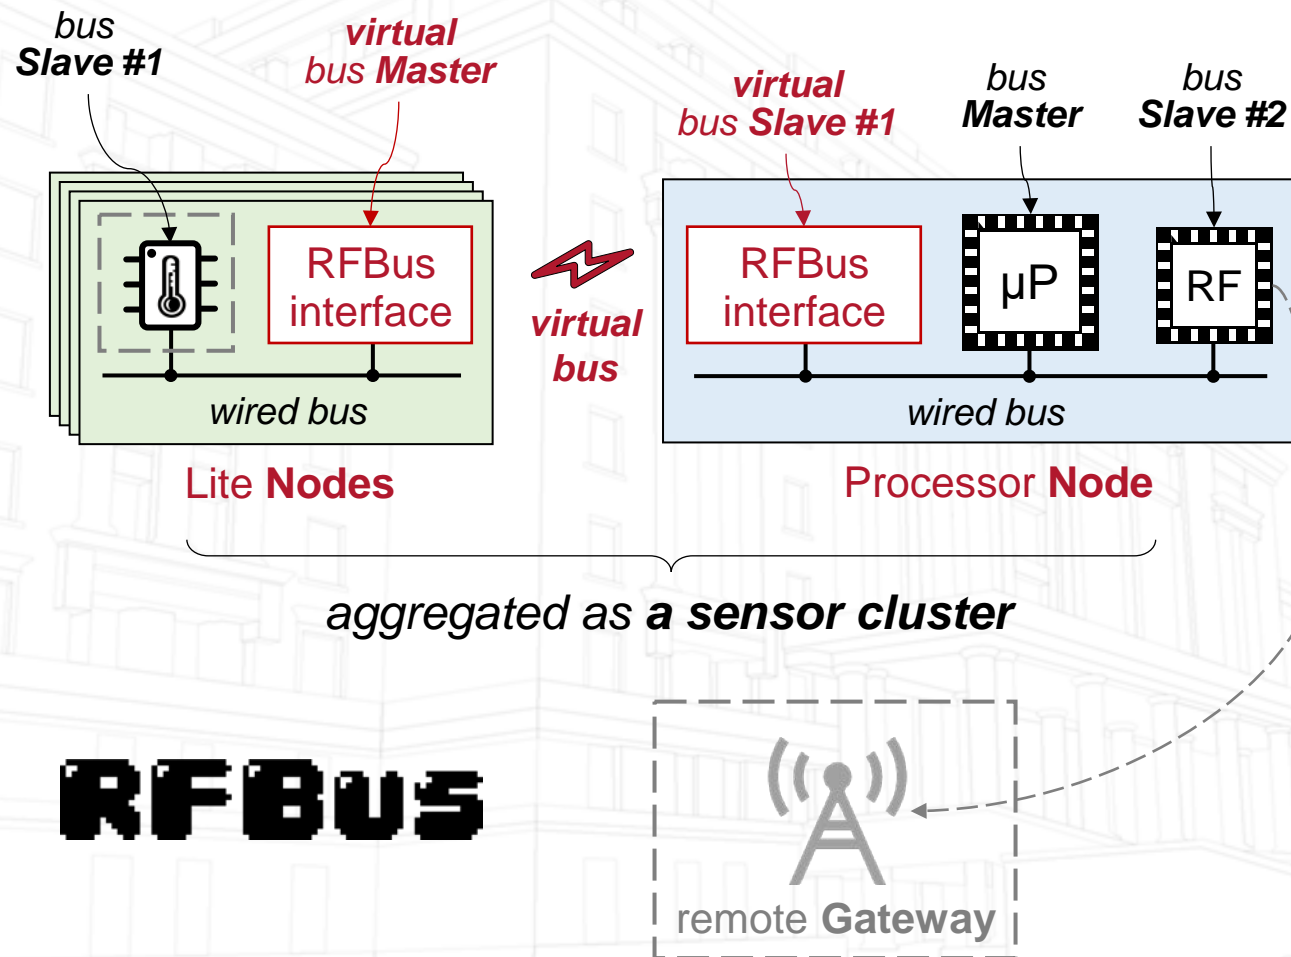 bus
Slave #1
virtual
bus Master
virtual
bus Slave #1
bus
Master
bus
Slave #2
RFBus
interface
wired bus
Lite Nodes
virtual
bus
RFBus
interface
µP
RF
wired bus
Processor Node
aggregated as a sensor cluster
RFBus
remote Gateway